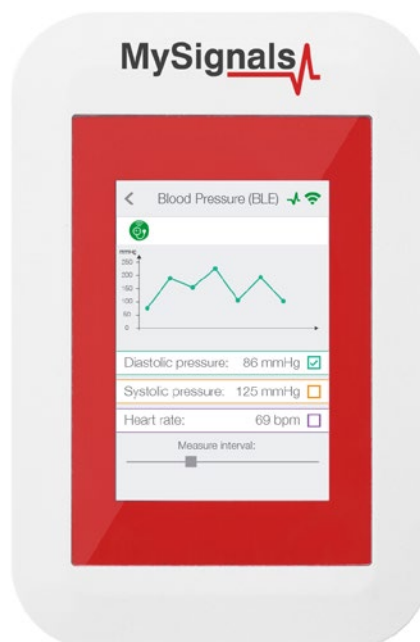 MySignals
Blood Pressure (BLE)
mmHg
250
200
150
100
50
0
Diastolic pressure: 86 mmHg
Systolic pressure: 125 mmHg
Heart rate: 69 bpm
Measure interval: